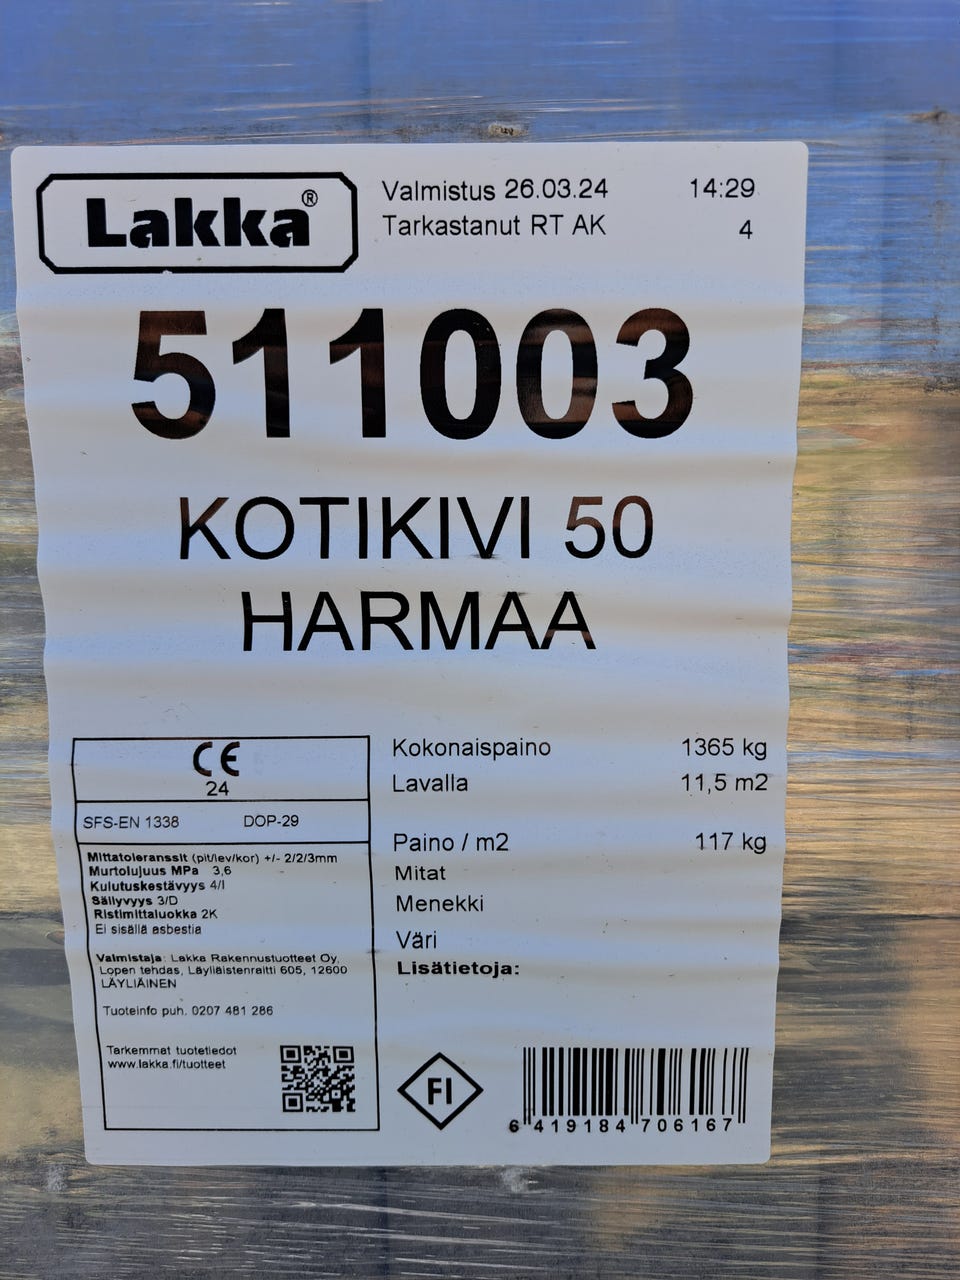 Lakka®
Valmistus 26.03.24 14:29
Tarkastanut RT AK 4
511003
KOTIKIVI 50
HARMAA
CE
24
SFS-EN 1338 DOP-29
Mittatoleranssit (pit/lev/kor) +/- 2/2/3mm
Murtolujuus MPa 3,6
Kulutuskestävyys 4/I
Säilyvyys 3/D
Ristimittaluokka 2K
Ei sisällä asbestia
Valmistaja: Lakka Rakennustuotteet Oy,
Lopen tehdas, Läyliäistenraitti 605, 12600
LÄYLIÄINEN
Tuoteinfo puh. 0207 481 286
Tarkemmat tuotetiedot
www.lakka.fi/tuotteet
Kokonaispaino 1365 kg
Lavalla 11,5 m2
Paino / m2 117 kg
Mitat
Menekki
Väri
Lisätietoja:
FI
6 419184 706167